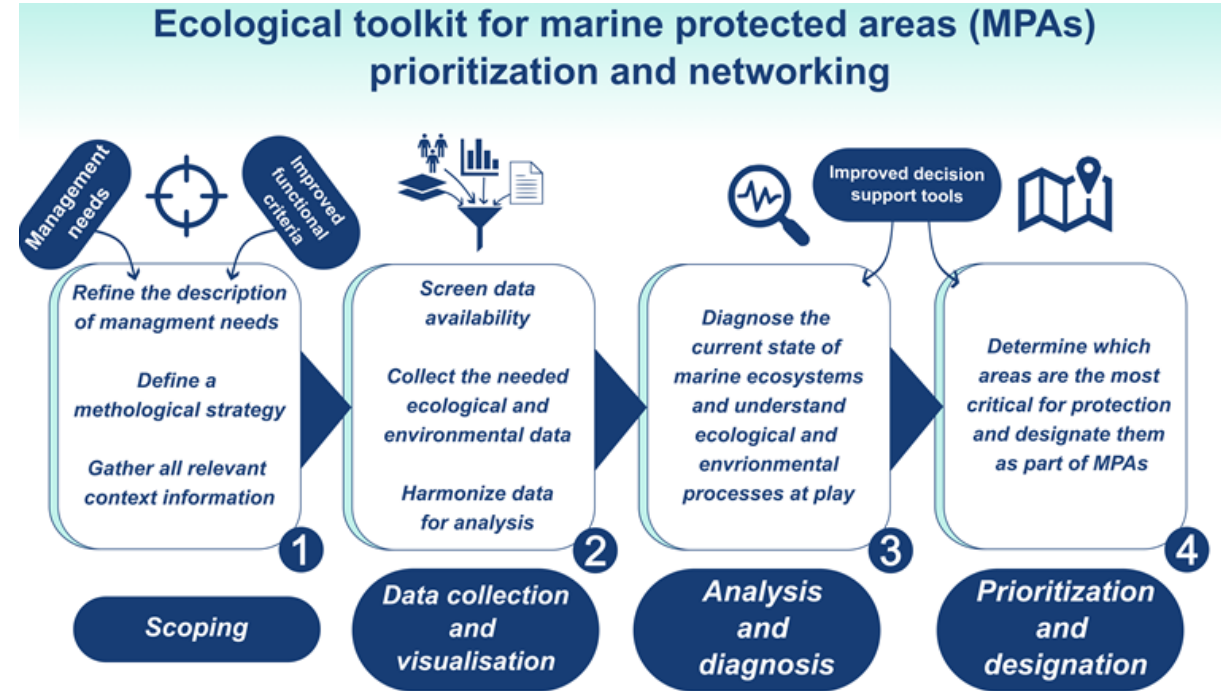 Ecological toolkit for marine protected areas (MPAs)
prioritization and networking
Management
needs
Improved
functional
criteria
Improved decision
support tools
Refine the description
of managment needs
Define a
methological strategy
Gather all relevant
context information
1
Scoping
Screen data
availability
Collect the needed
ecological and
environmental data
Harmonize data
for analysis
2
Data collection
and
visualisation
Diagnose the
current state of
marine ecosystems
and understand
ecological and
envrionmental
processes at play
3
Analysis
and
diagnosis
Determine which
areas are the most
critical for protection
and designate them
as part of MPAs
4
Prioritization
and
designation